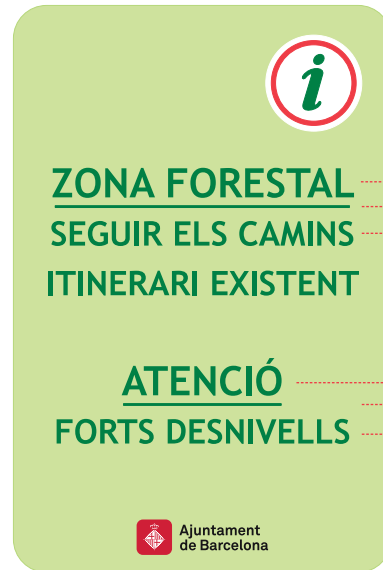 i
ZONA FORESTAL
SEGUIR ELS CAMINS
ITINERARI EXISTENT
ATENCIÓ
FORTS DESNIVELLS
Ajuntament
de Barcelona